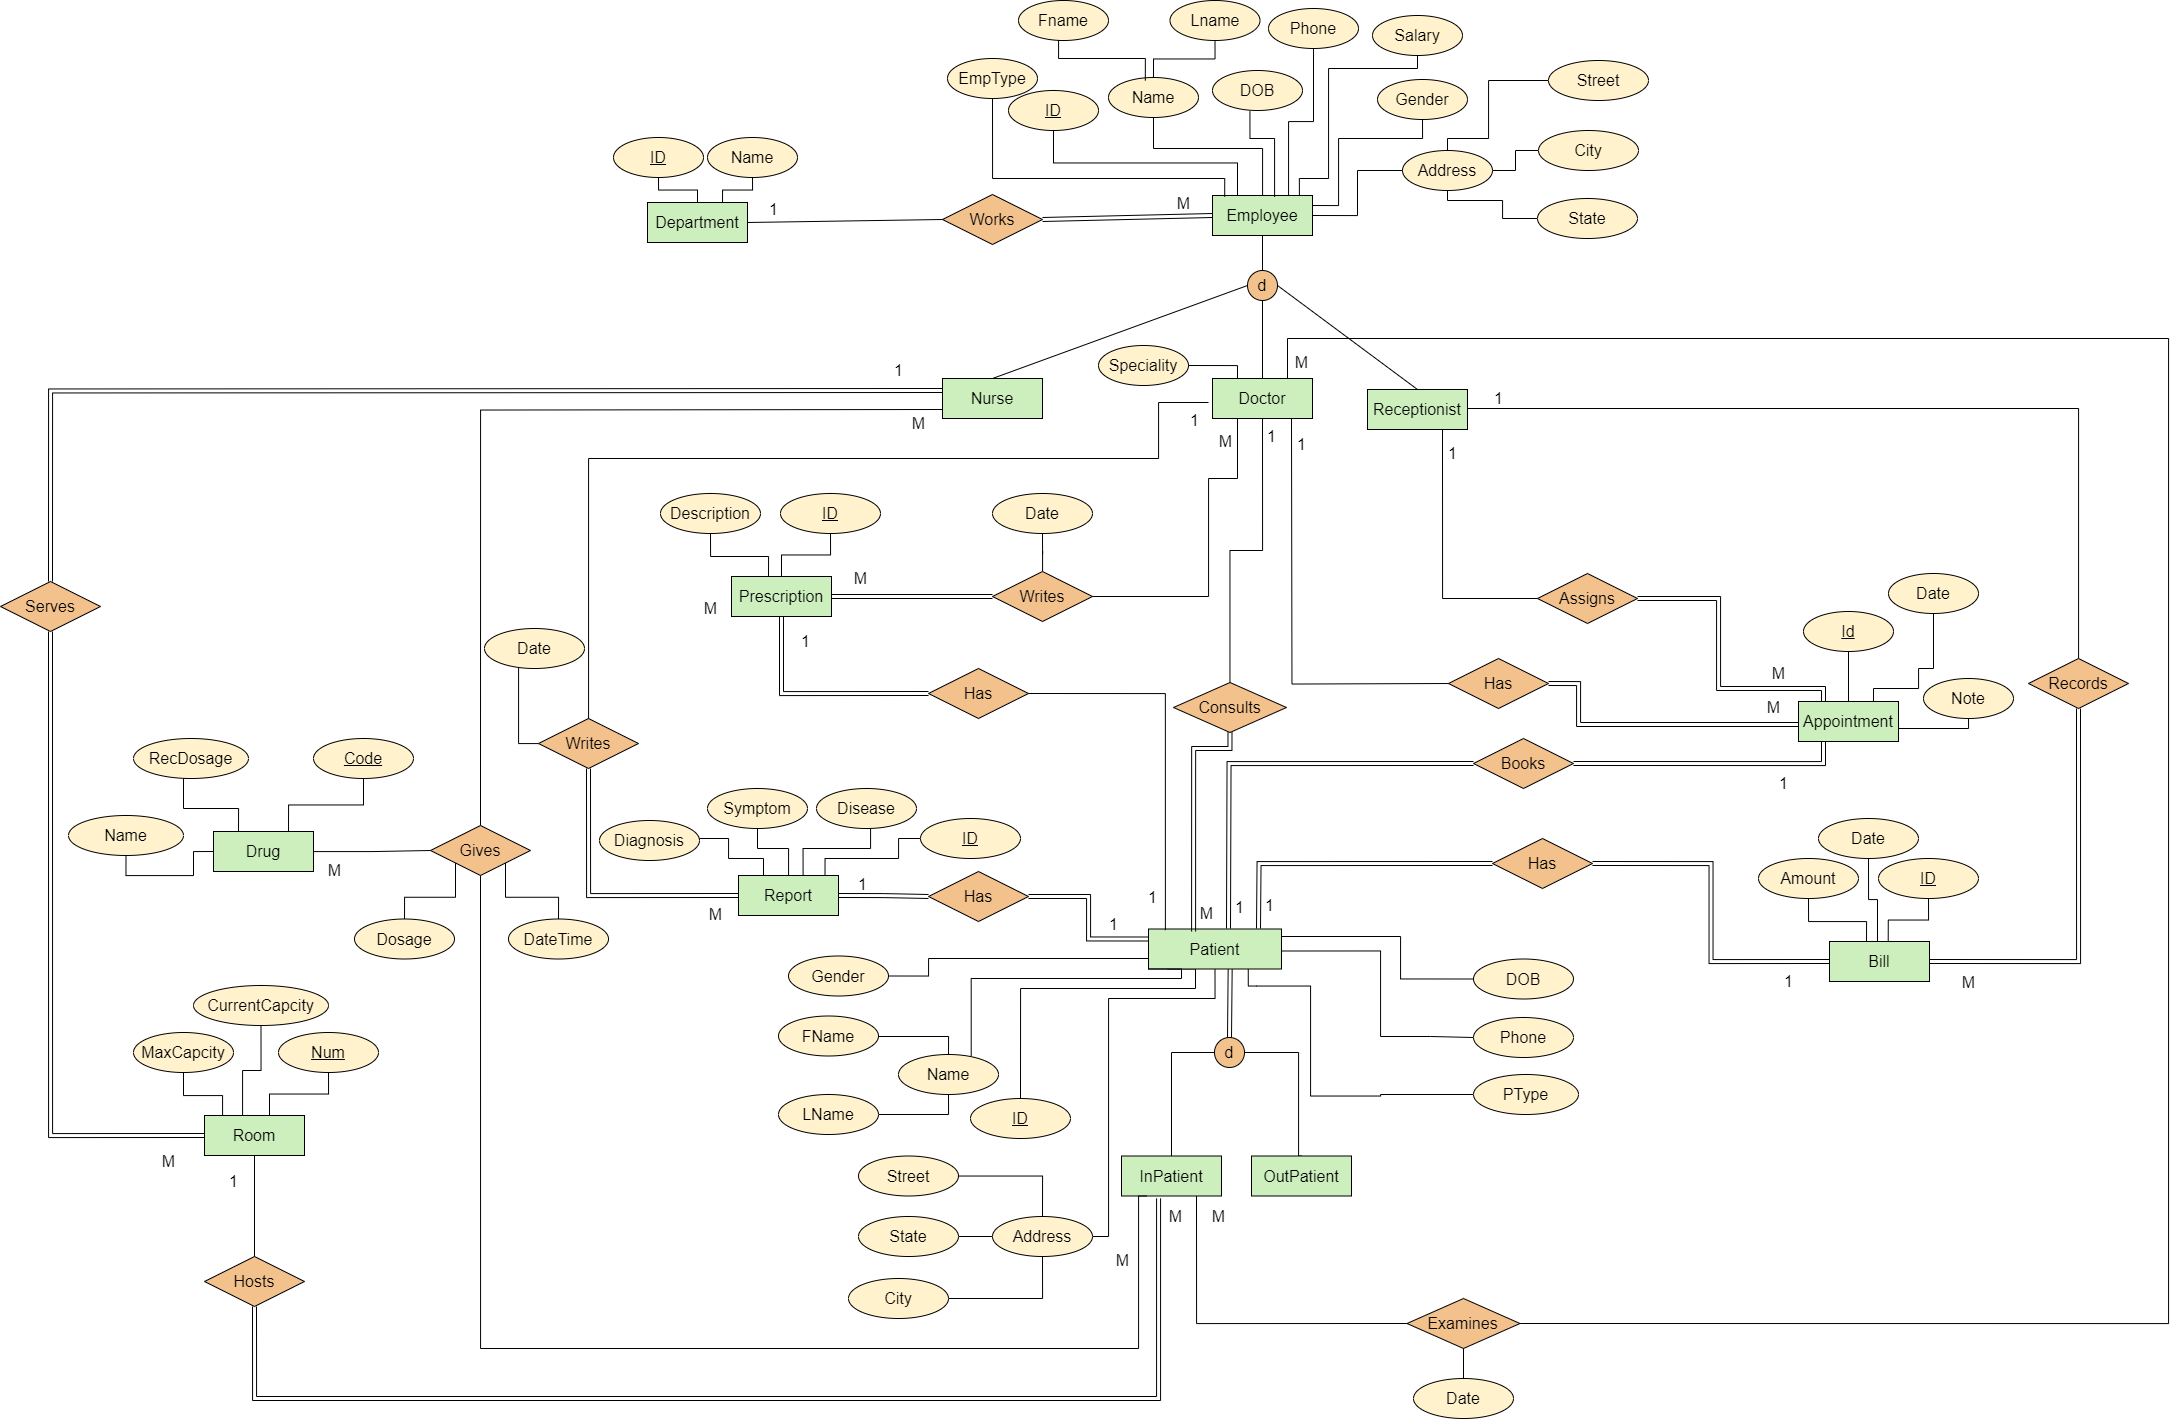 Fname
Lname
Phone
Salary
EmpType
ID
Name
DOB
Gender
Street
City
Address
State
ID
Name
Department
1
Works
M
Employee
d
1
Nurse
M
Speciality
Doctor
M
1
M
1
1
Receptionist
1
1
Description
ID
Date
Prescription
M
M
Writes
1
Serves
Assigns
Date
Id
M
Has
M
Appointment
Note
Records
Date
Writes
Has
Consults
Books
1
RecDosage
Code
Name
Drug
M
Gives
Dosage
DateTime
Symptom
Disease
Diagnosis
ID
Report
M
1
Has
1
1
M
1
1
Has
Date
Amount
ID
Bill
1
M
Patient
Gender
DOB
FName
Name
LName
ID
Phone
PType
d
CurrentCapcity
MaxCapcity
Num
Room
M
1
InPatient
OutPatient
M
M
M
Street
State
Address
City
Hosts
Examines
Date